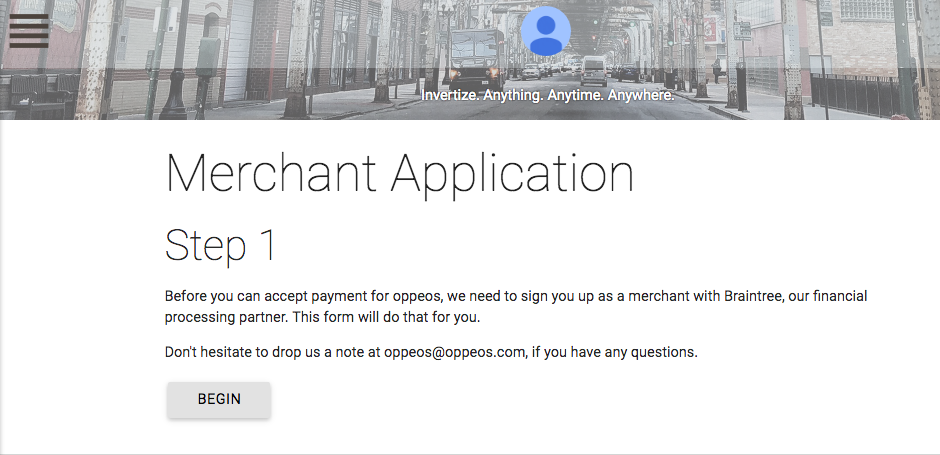 Invertize. Anything. Anytime. Anywhere.
Merchant Application
Step 1
Before you can accept payment for oppeos, we need to sign you up as a merchant with Braintree, our financial
processing partner. This form will do that for you.
Don't hesitate to drop us a note at oppeos@oppeos.com, if you have any questions.
BEGIN